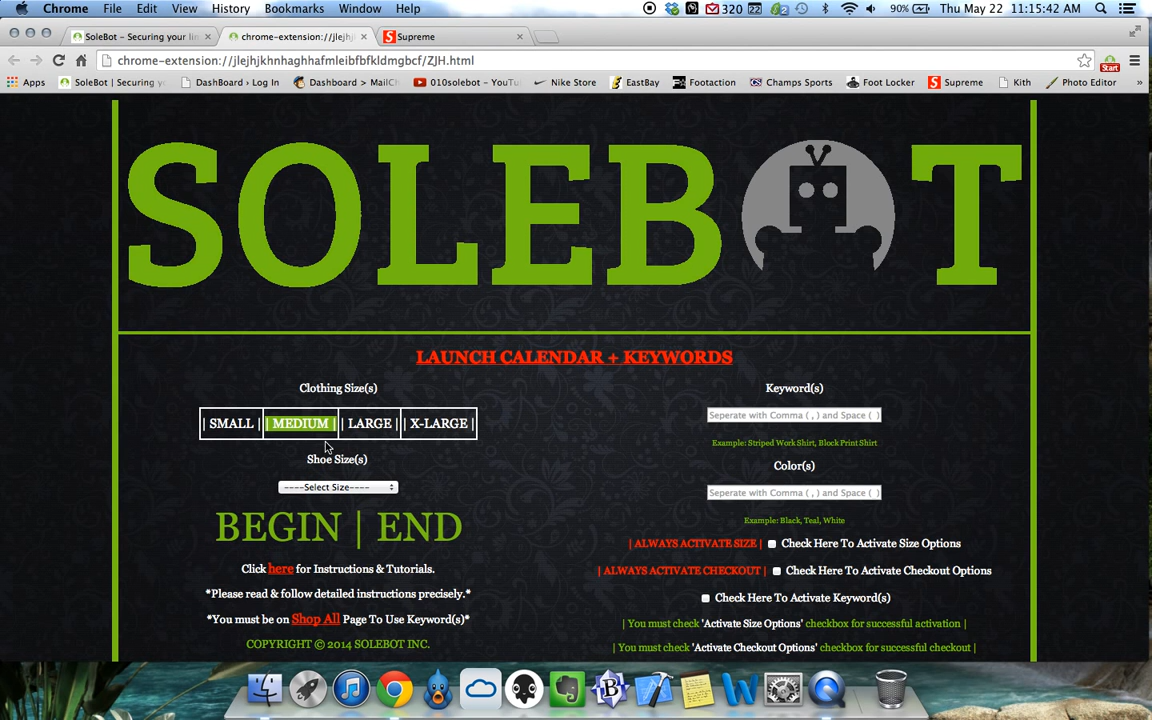 Chrome File Edit View History Bookmarks Window Help 320 22 2 90% Thu May 22 11:15:42 AM
SoleBot – Securing your lin × chrome-extension://jlejhj × Supreme ×
chrome-extension://jlejhjkhnhaghhafmleibfbfkldmgbcf/ZJH.html
Start
Apps SoleBot | Securing y DashBoard › Log In Dashboard > MailCh 010solebot – YouTu Nike Store EastBay Footaction Champs Sports Foot Locker Supreme Kith Photo Editor »
SOLEBOT
LAUNCH CALENDAR + KEYWORDS
Clothing Size(s)
| SMALL | | MEDIUM | | LARGE | | X-LARGE |
Shoe Size(s)
----Select Size----
BEGIN | END
Click here for Instructions & Tutorials.
*Please read & follow detailed instructions precisely.*
*You must be on Shop All Page To Use Keyword(s)*
COPYRIGHT © 2014 SOLEBOT INC.
Keyword(s)
Seperate with Comma ( , ) and Space ( )
Example: Striped Work Shirt, Block Print Shirt
Color(s)
Seperate with Comma ( , ) and Space ( )
Example: Black, Teal, White
| ALWAYS ACTIVATE SIZE | Check Here To Activate Size Options
| ALWAYS ACTIVATE CHECKOUT | Check Here To Activate Checkout Options
Check Here To Activate Keyword(s)
| You must check 'Activate Size Options' checkbox for successful activation |
| You must check 'Activate Checkout Options' checkbox for successful checkout |